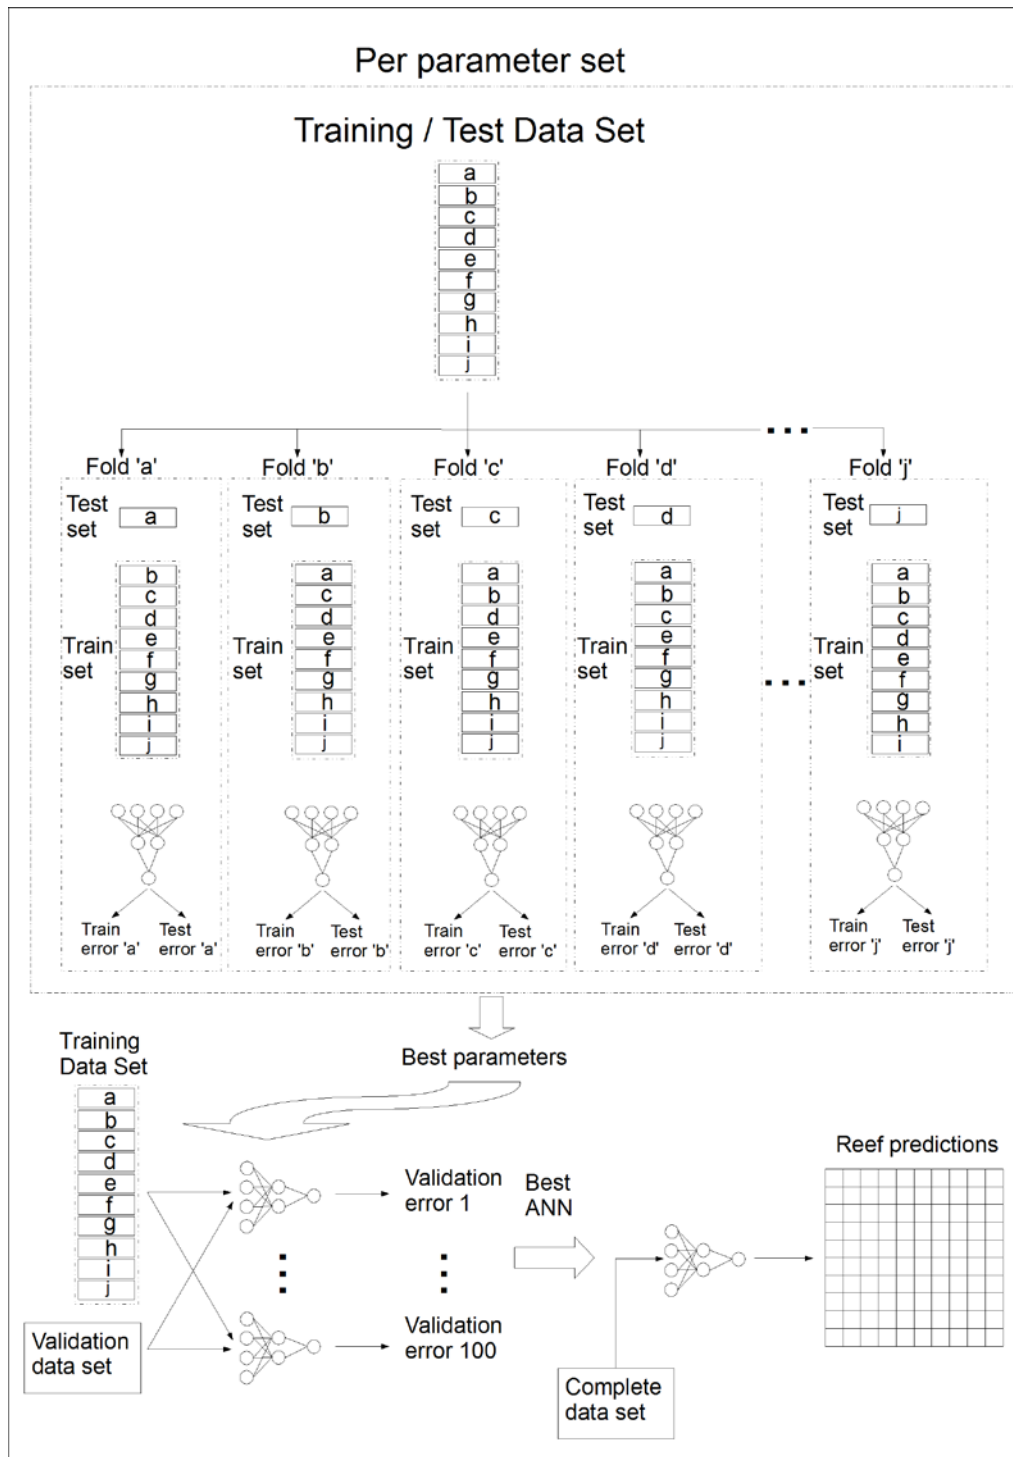 Per parameter set
Training / Test Data Set
a
b
c
d
e
f
g
h
i
j
Fold 'a'
Test
set
a
Train
set
b
c
d
e
f
g
h
i
j
Train
error 'a'
Test
error 'a'
Fold 'b'
Test
set
b
Train
set
a
c
d
e
f
g
h
i
j
Train
error 'b'
Test
error 'b'
Fold 'c'
Test
set
c
Train
set
a
b
d
e
f
g
h
i
j
Train
error 'c'
Test
error 'c'
Fold 'd'
Test
set
d
Train
set
a
b
c
e
f
g
h
i
j
Train
error 'd'
Test
error 'd'
Fold 'j'
Test
set
j
Train
set
a
b
c
d
e
f
g
h
i
Train
error 'j'
Test
error 'j'
Best parameters
Training
Data Set
a
b
c
d
e
f
g
h
i
j
Validation
data set
Validation
error 1
Validation
error 100
Best
ANN
Complete
data set
Reef predictions